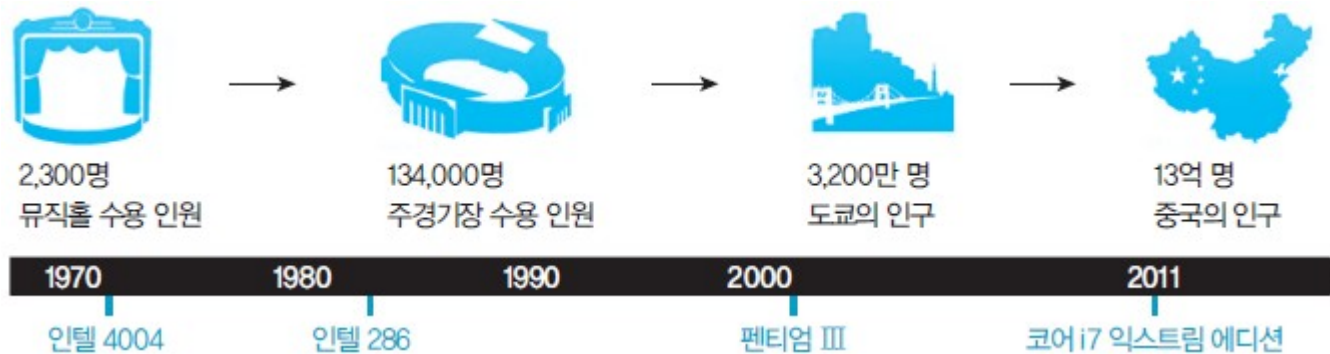 2,300명
뮤직홀 수용 인원
134,000명
주경기장 수용 인원
3,200만 명
도쿄의 인구
13억 명
중국의 인구
1970 1980 1990 2000 2011
인텔 4004 인텔 286 펜티엄 Ⅲ 코어 i7 익스트림 에디션